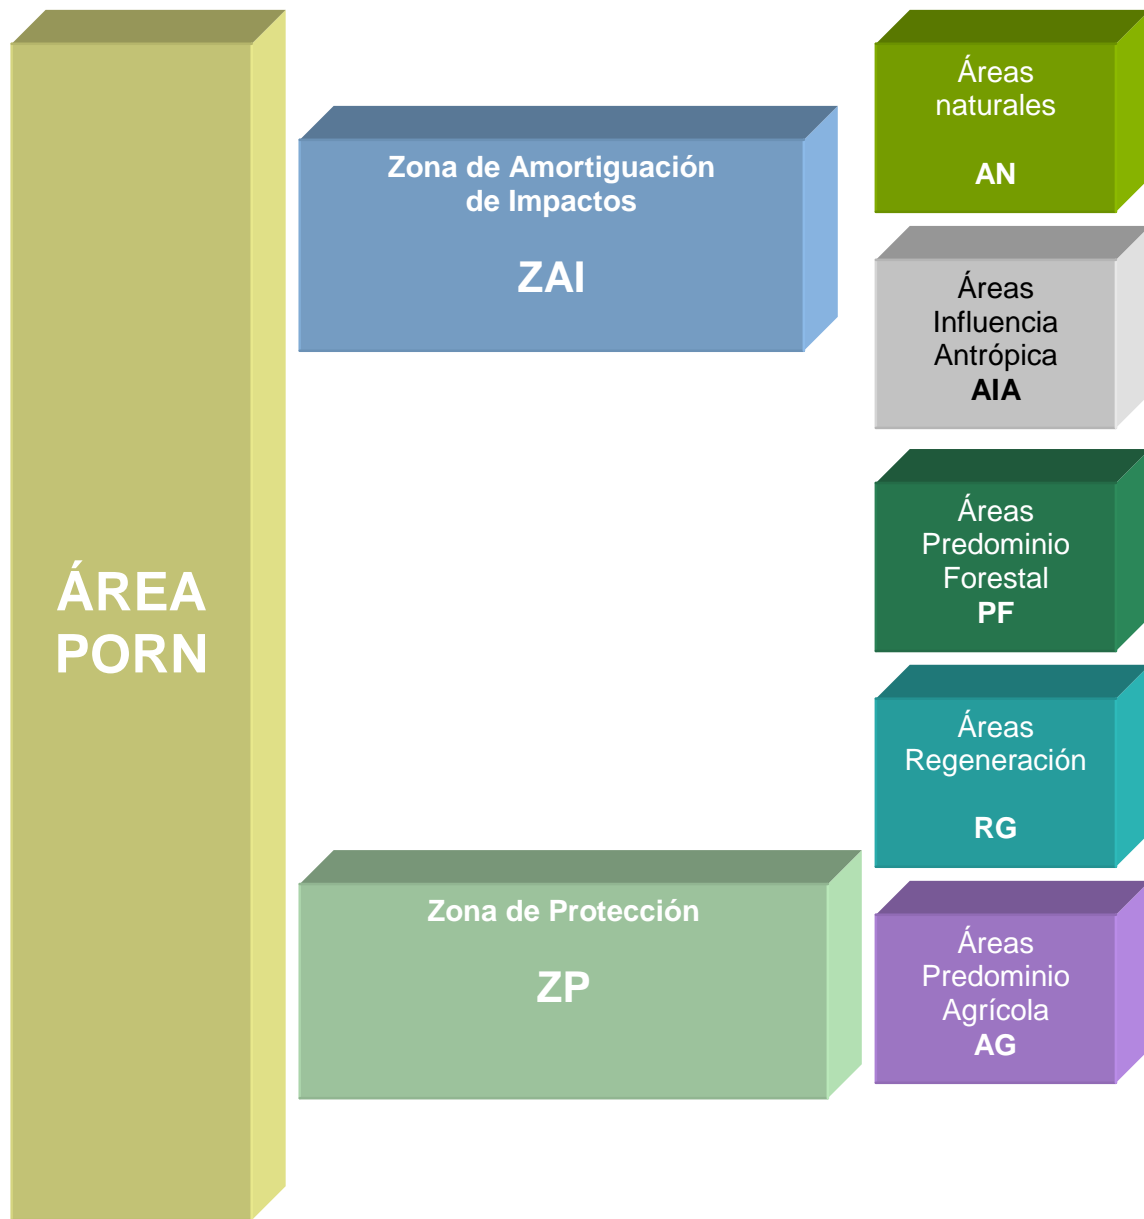 ÁREA
PORN
Zona de Amortiguación
de Impactos
ZAI
Zona de Protección
ZP
Áreas
naturales
AN
Áreas
Influencia
Antrópica
AIA
Áreas
Predominio
Forestal
PF
Áreas
Regeneración
RG
Áreas
Predominio
Agrícola
AG